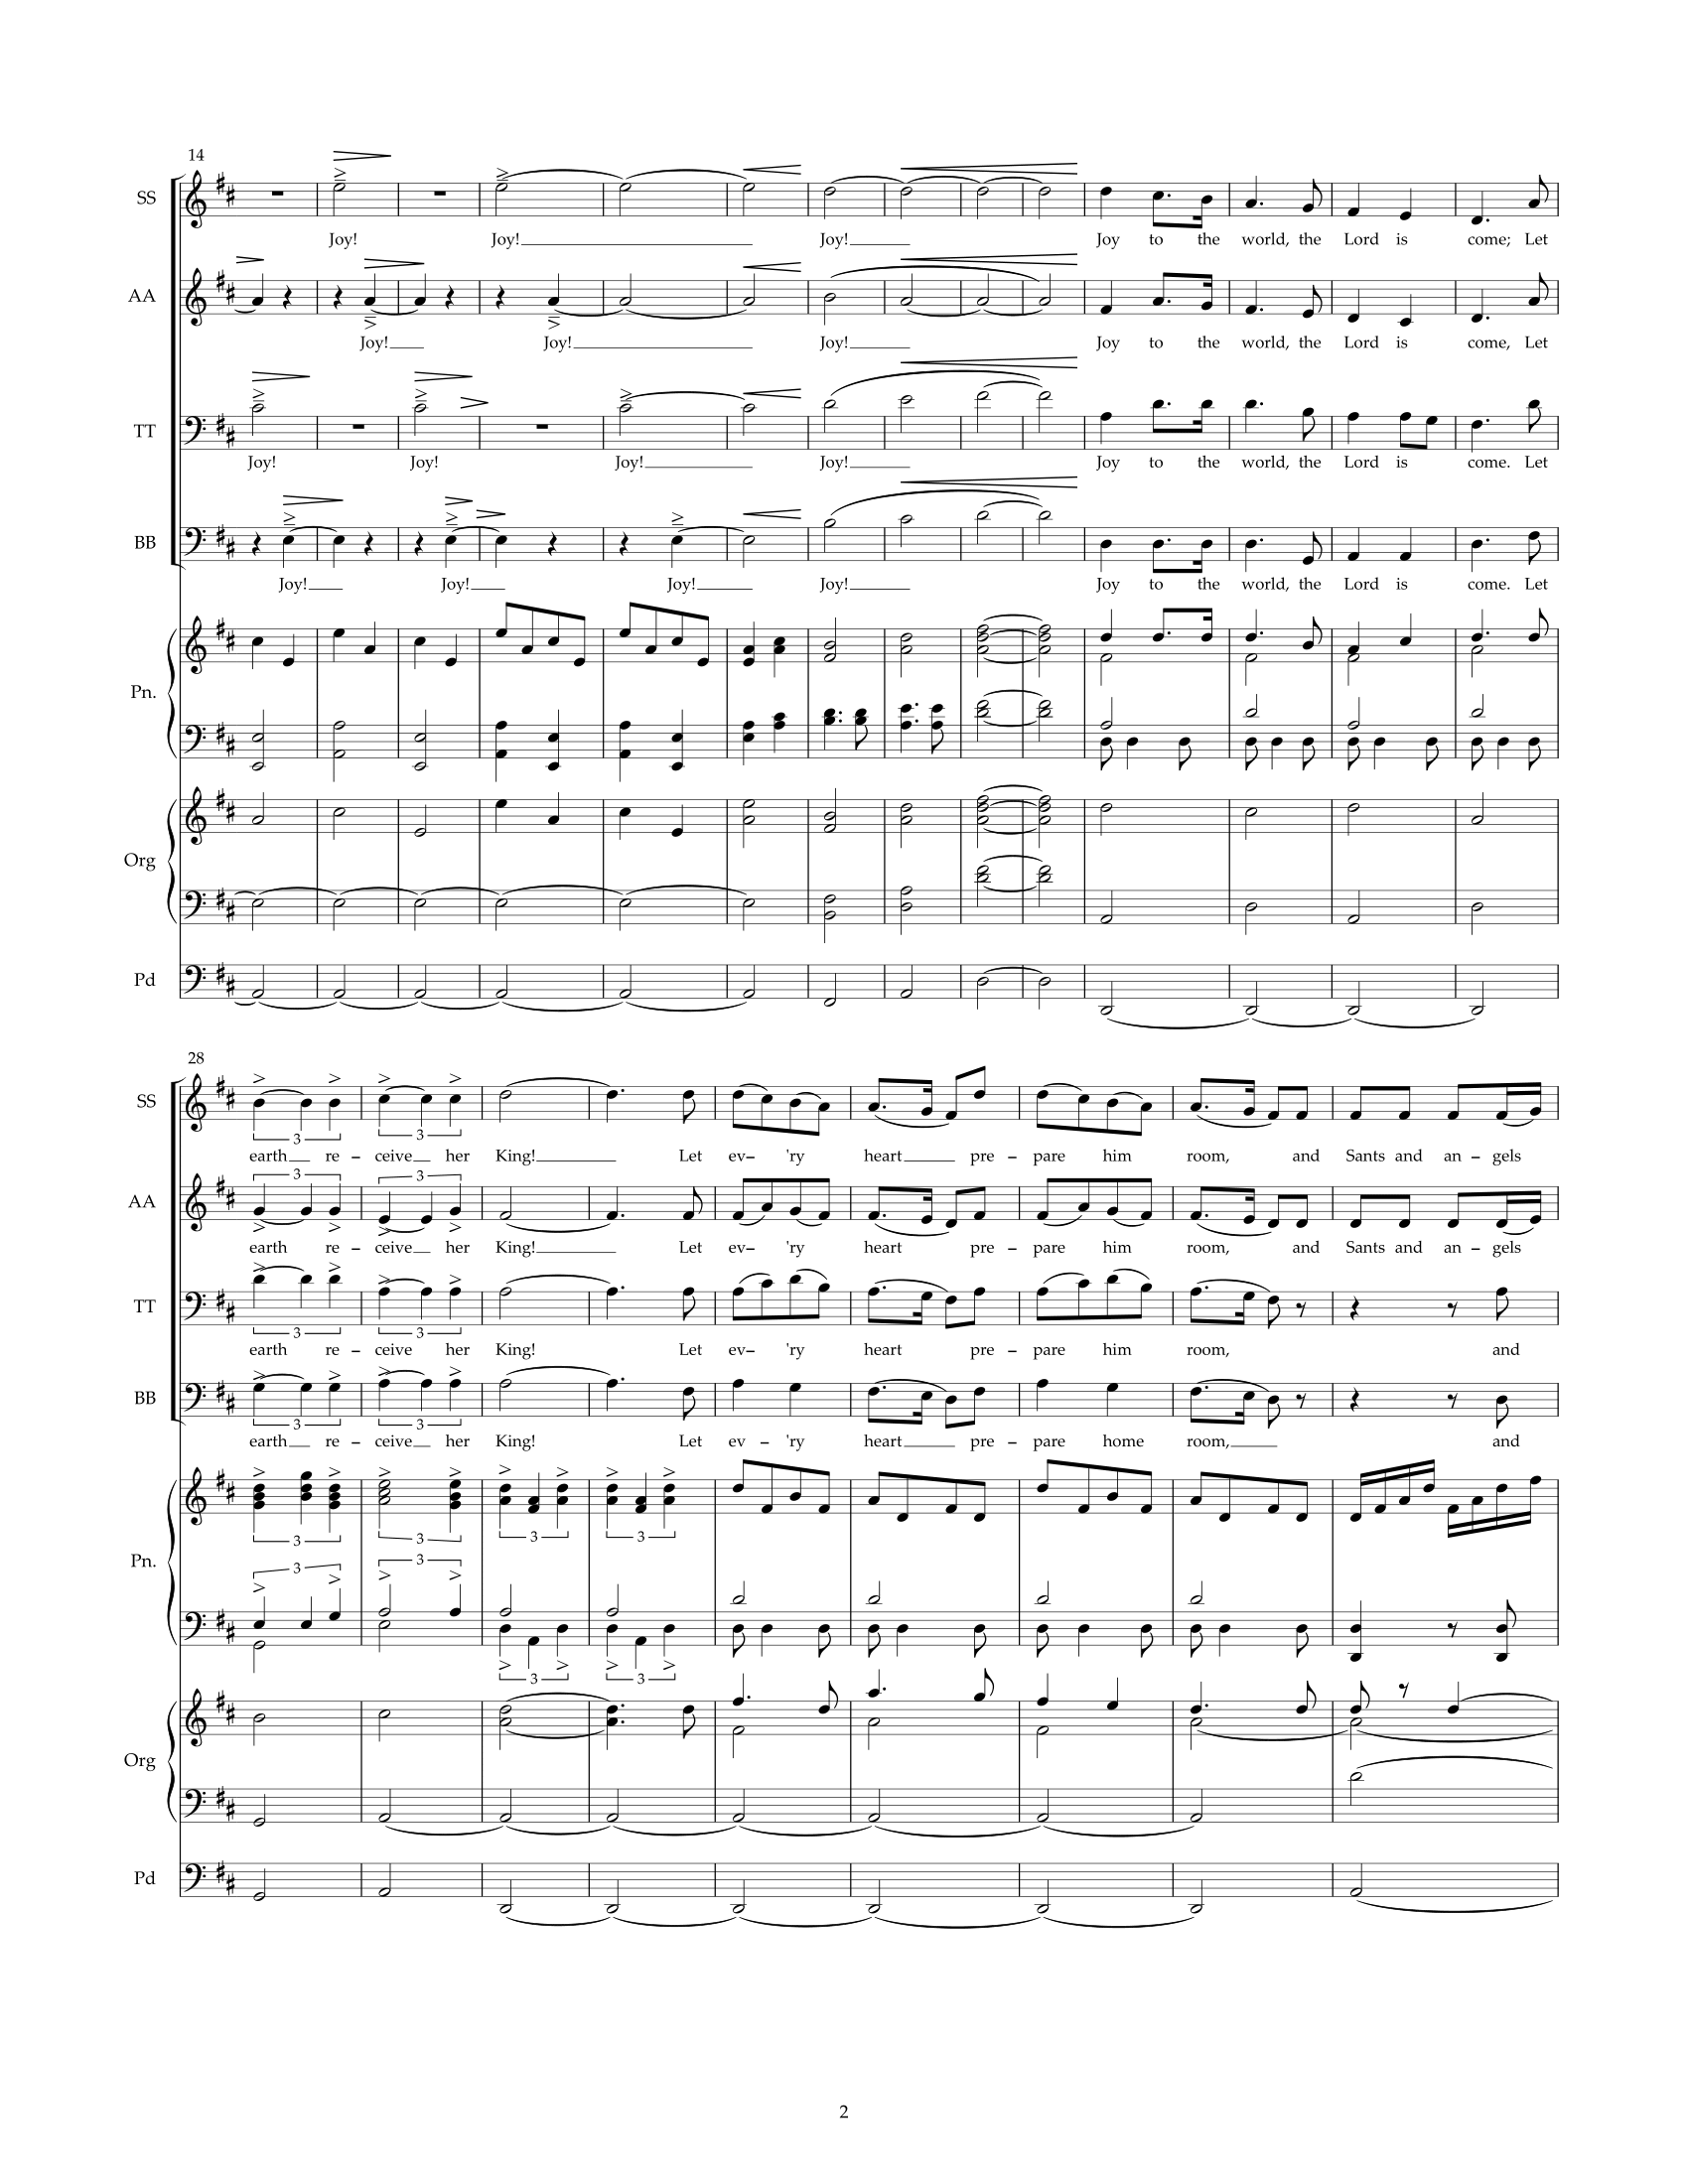 14
SS
Joy! Joy! Joy! Joy to the world, the Lord is come; Let
AA
Joy! Joy! Joy! Joy to the world, the Lord is come, Let
TT
Joy! Joy! Joy! Joy! Joy to the world, the Lord is come. Let
BB
Joy! Joy! Joy! Joy! Joy to the world, the Lord is come. Let
Pn.
Org
Pd
28
SS
3 3
earth re – ceive her King! Let ev– 'ry heart pre – pare him room, and Sants and an – gels
3 3
AA
earth re – ceive her King! Let ev– 'ry heart pre – pare him room, and Sants and an – gels
TT
3 3
earth re – ceive her King! Let ev– 'ry heart pre – pare him room, and
BB
3 3
earth re – ceive her King! Let ev – 'ry heart pre – pare home room, and
3 3 3 3
Pn.
3 3
3 3
Org
Pd
2